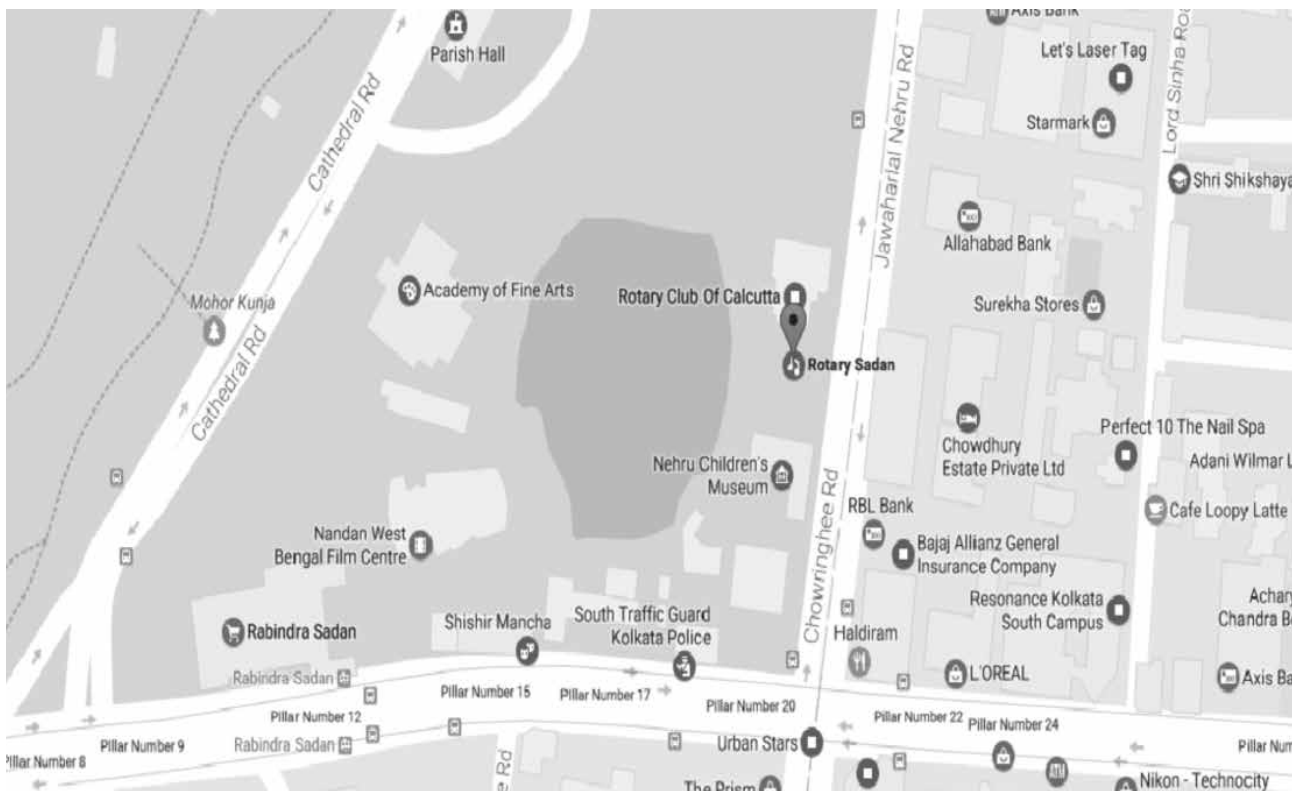 Axis Bank
Parish Hall
Let's Laser Tag
Cathedral Rd
Jawaharlal Nehru Rd
Lord Sinha Roa
Starmark
Shri Shikshaya
Allahabad Bank
Academy of Fine Arts
Rotary Club Of Calcutta
Mohor Kunja
Surekha Stores
Rotary Sadan
Cathedral Rd
Chowdhury
Estate Private Ltd
Perfect 10 The Nail Spa
Nehru Children's
Museum
Adani Wilmar L
RBL Bank
Cafe Loopy Latte
Nandan West
Bengal Film Centre
Bajaj Allianz General
Insurance Company
Chowringhee Rd
Resonance Kolkata
South Campus
Achary
Chandra Bo
Rabindra Sadan
Shishir Mancha
South Traffic Guard
Kolkata Police
Haldiram
Rabindra Sadan
L'OREAL
Axis Ba
Pillar Number 15
Pillar Number 17
Pillar Number 20
Pillar Number 12
Pillar Number 22
Pillar Number 24
Pillar Number 9
Rabindra Sadan
Urban Stars
Pillar Num
Pillar Number 8
e Rd
The Prism
Nikon - Technocity